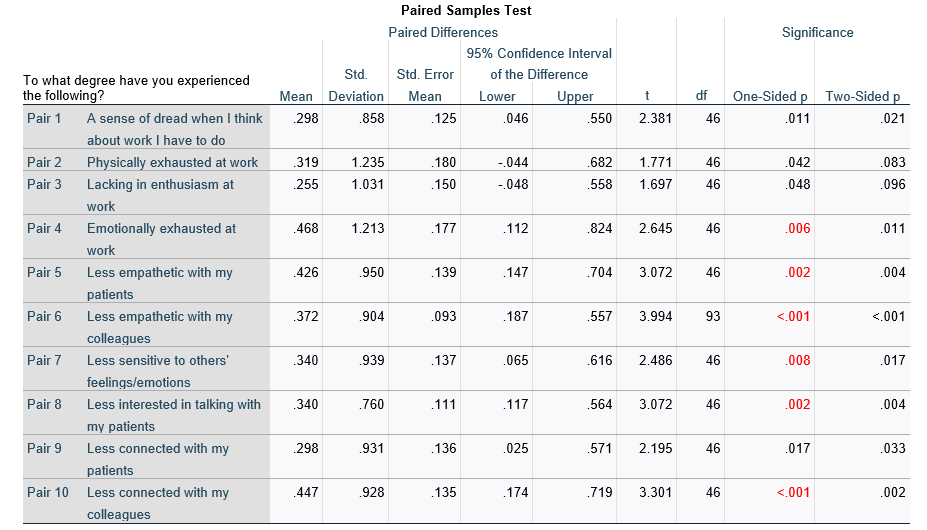 Paired Samples Test
Paired Differences Significance
95% Confidence Interval
To what degree have you experienced Std. Std. Error of the Difference
the following? Mean Deviation Mean Lower Upper t df One-Sided p Two-Sided p
Pair 1 A sense of dread when I think .298 .858 .125 .046 .550 2.381 46 .011 .021
about work I have to do
Pair 2 Physically exhausted at work .319 1.235 .180 -.044 .682 1.771 46 .042 .083
Pair 3 Lacking in enthusiasm at .255 1.031 .150 -.048 .558 1.697 46 .048 .096
work
Pair 4 Emotionally exhausted at .468 1.213 .177 .112 .824 2.645 46 .006 .011
work
Pair 5 Less empathetic with my .426 .950 .139 .147 .704 3.072 46 .002 .004
patients
Pair 6 Less empathetic with my .372 .904 .093 .187 .557 3.994 93 <.001 <.001
colleagues
Pair 7 Less sensitive to others' .340 .939 .137 .065 .616 2.486 46 .008 .017
feelings/emotions
Pair 8 Less interested in talking with .340 .760 .111 .117 .564 3.072 46 .002 .004
my patients
Pair 9 Less connected with my .298 .931 .136 .025 .571 2.195 46 .017 .033
patients
Pair 10 Less connected with my .447 .928 .135 .174 .719 3.301 46 <.001 .002
colleagues